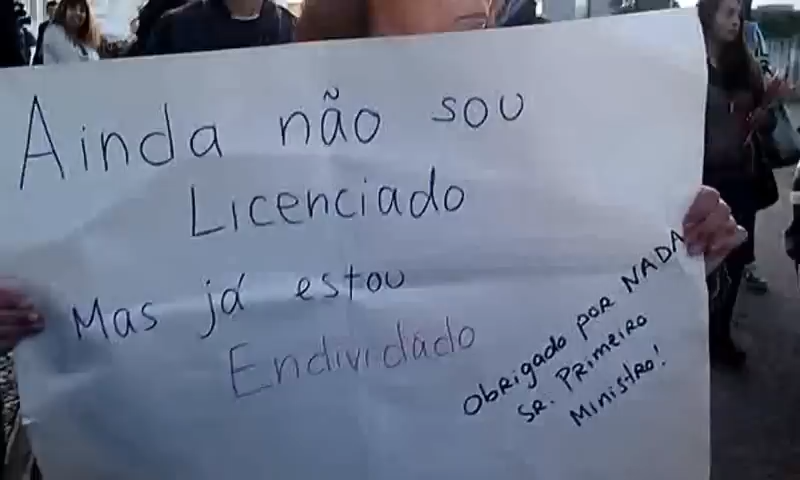 Ainda não sou
Licenciado
Mas já estou
Endividado
Obrigado por NADA
SR. Primeiro
Ministro!